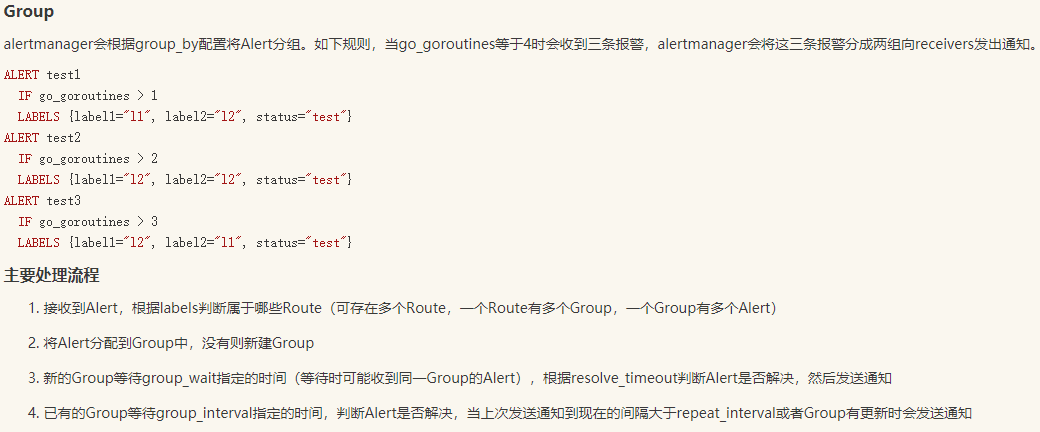 Group
alertmanager会根据group_by配置将Alert分组。如下规则，当go_goroutines等于4时会收到三条报警，alertmanager会将这三条报警分成两组向receivers发出通知。
ALERT test1
  IF go_goroutines > 1
  LABELS {label1="l1", label2="l2", status="test"}
ALERT test2
  IF go_goroutines > 2
  LABELS {label1="l2", label2="l2", status="test"}
ALERT test3
  IF go_goroutines > 3
  LABELS {label1="l2", label2="l1", status="test"}
主要处理流程
1. 接收到Alert，根据labels判断属于哪些Route（可存在多个Route，一个Route有多个Group，一个Group有多个Alert）
2. 将Alert分配到Group中，没有则新建Group
3. 新的Group等待group_wait指定的时间（等待时可能收到同一Group的Alert），根据resolve_timeout判断Alert是否解决，然后发送通知
4. 已有的Group等待group_interval指定的时间，判断Alert是否解决，当上次发送通知到现在的间隔大于repeat_interval或者Group有更新时会发送通知